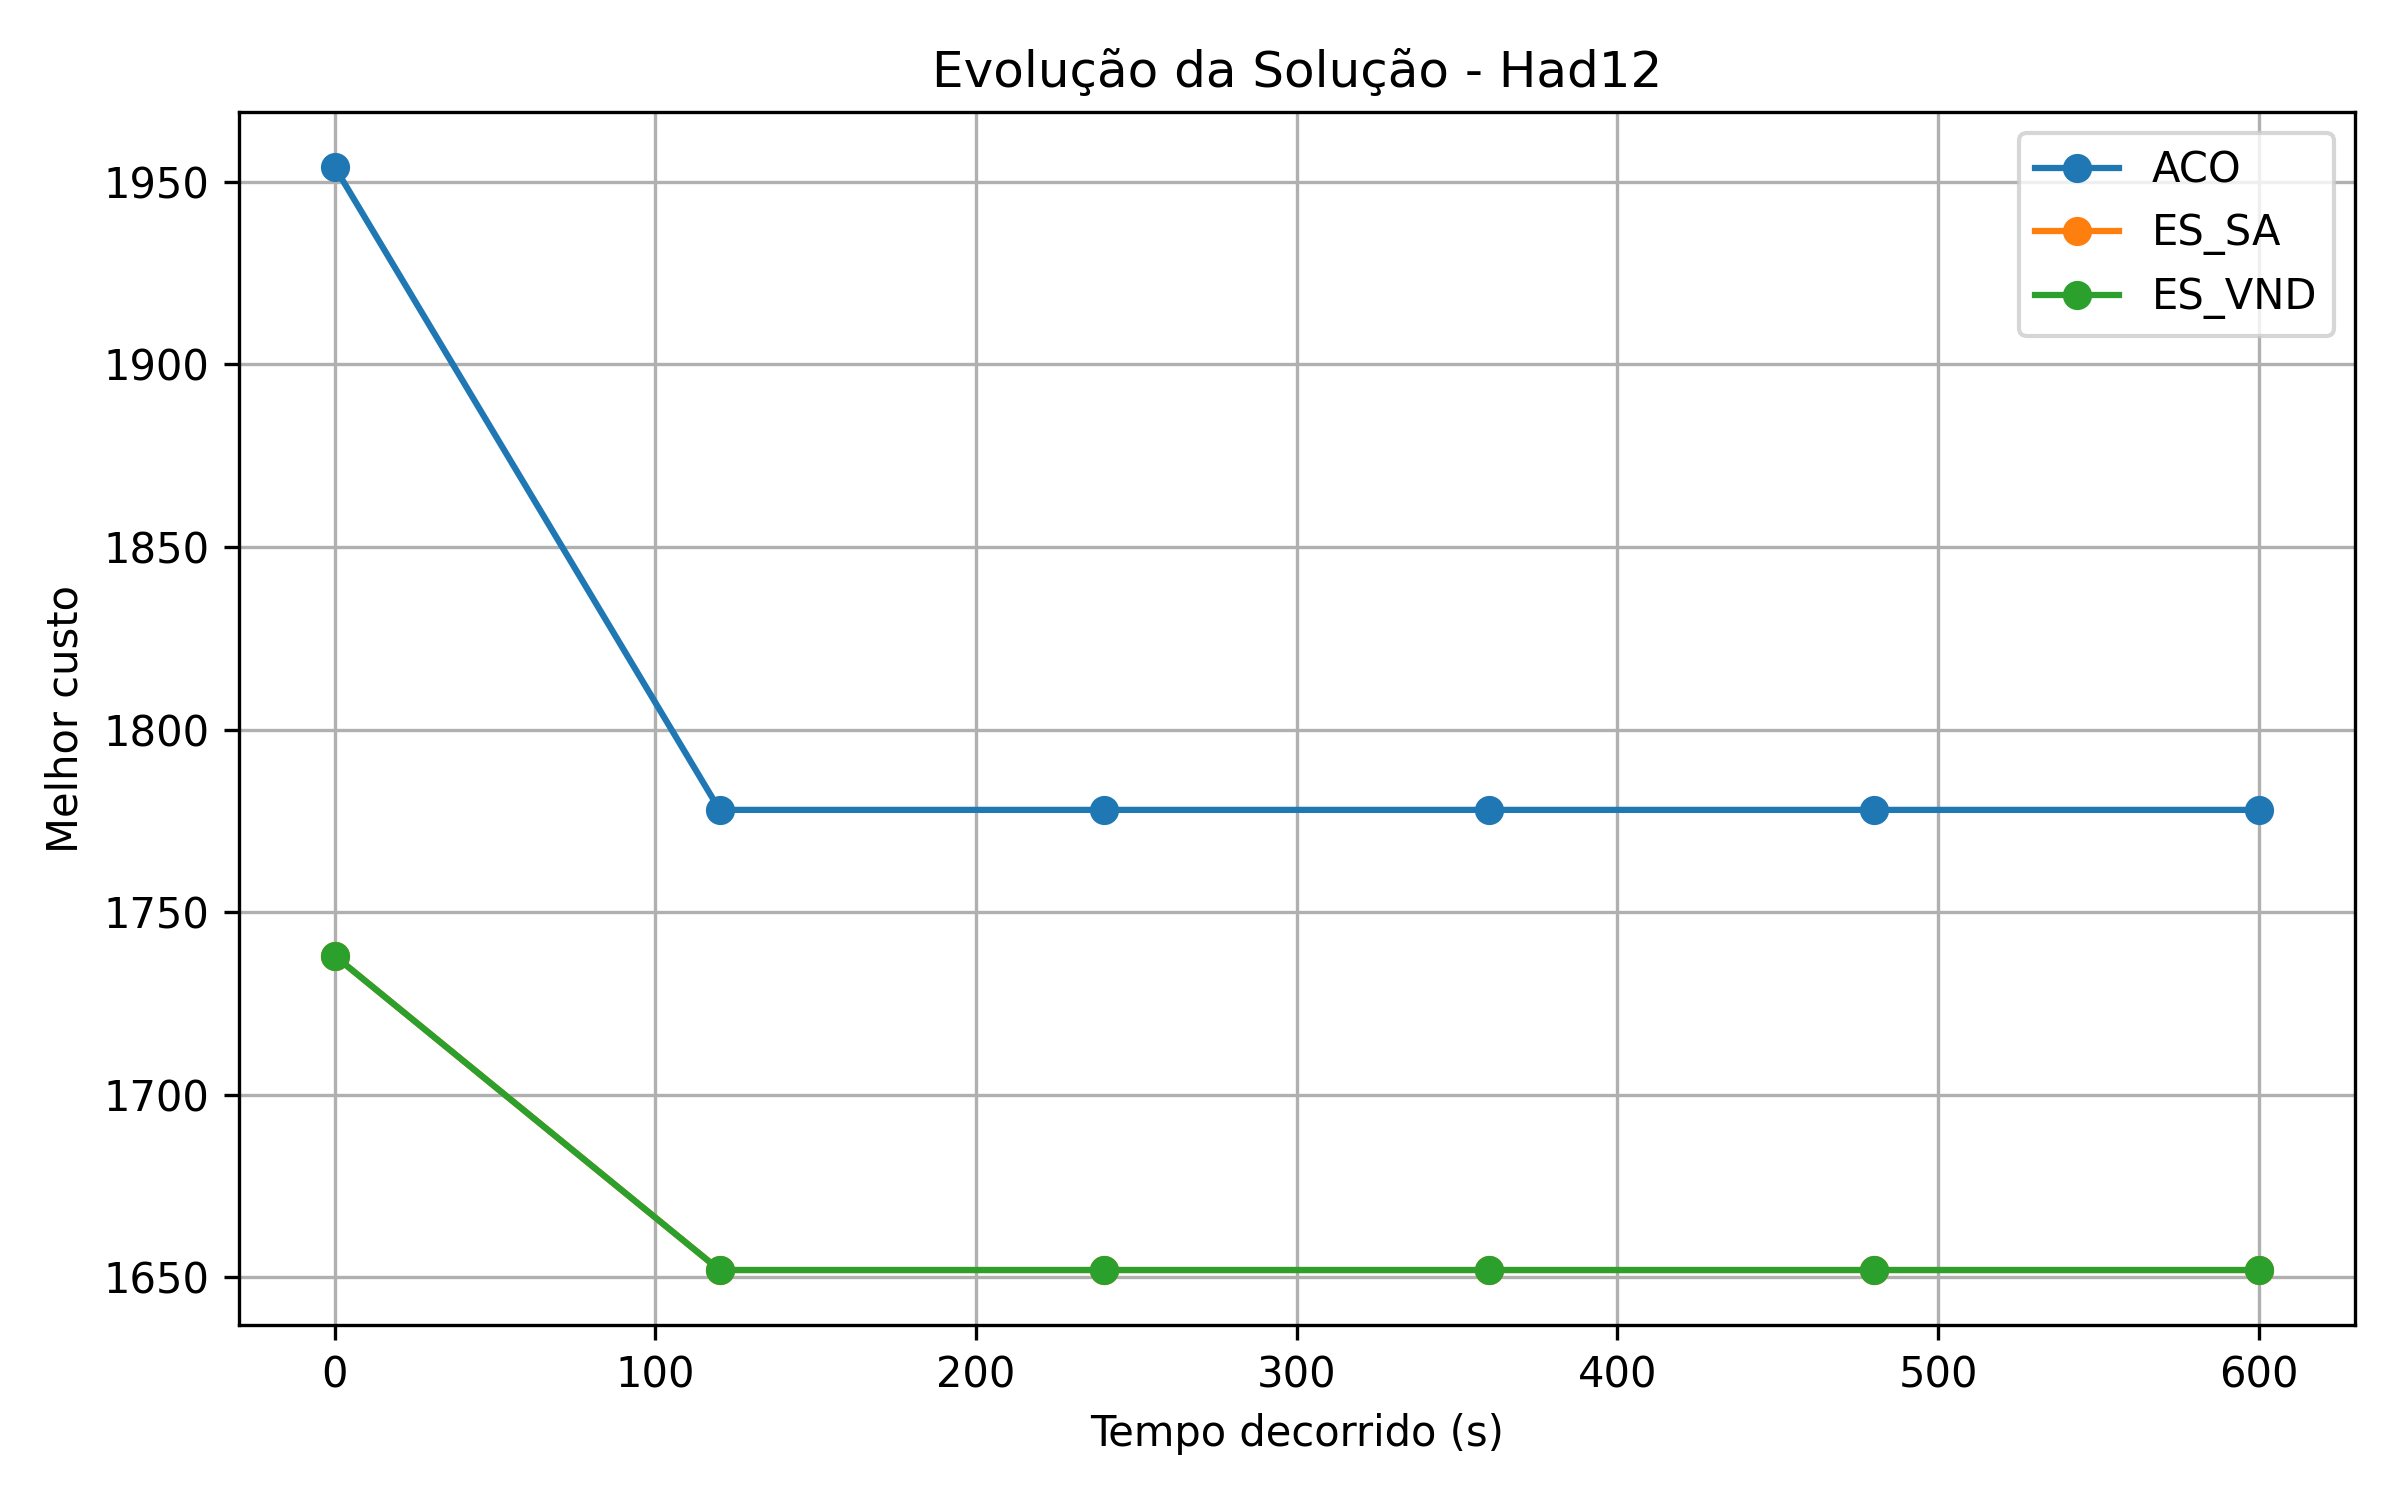 Evolução da Solução - Had12
ACO
ES_SA
ES_VND
1950
1900
1850
1800
1750
1700
1650
Melhor custo
0 100 200 300 400 500 600
Tempo decorrido (s)